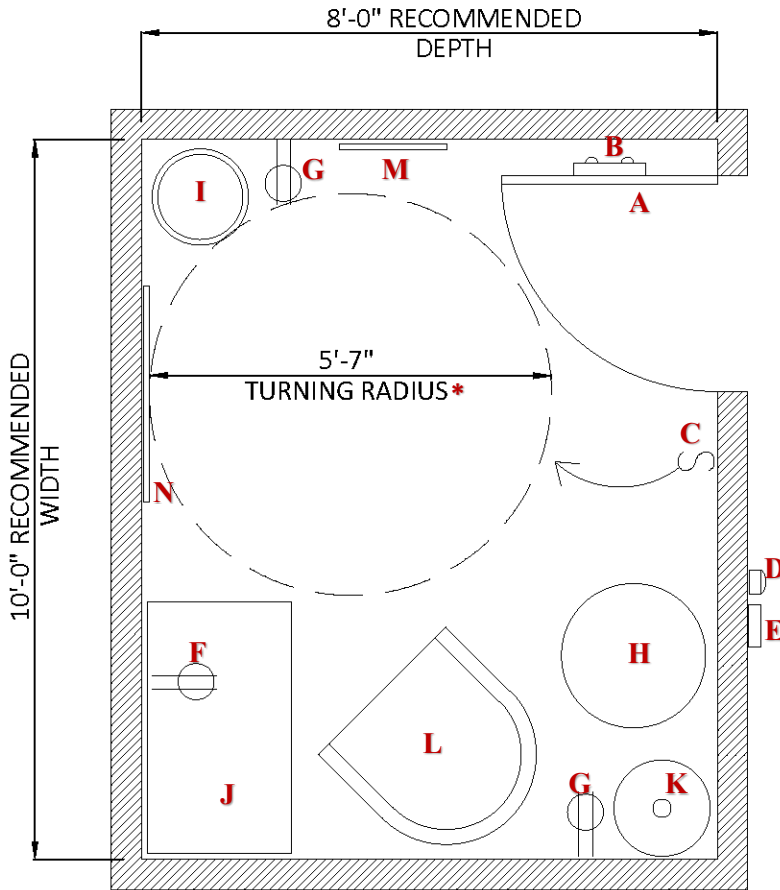 8'-0" RECOMMENDED
DEPTH
B
I
G
M
A
10'-0" RECOMMENDED
WIDTH
5'-7"
TURNING RADIUS*
C
S
N
D
E
F
H
L
J
G
K